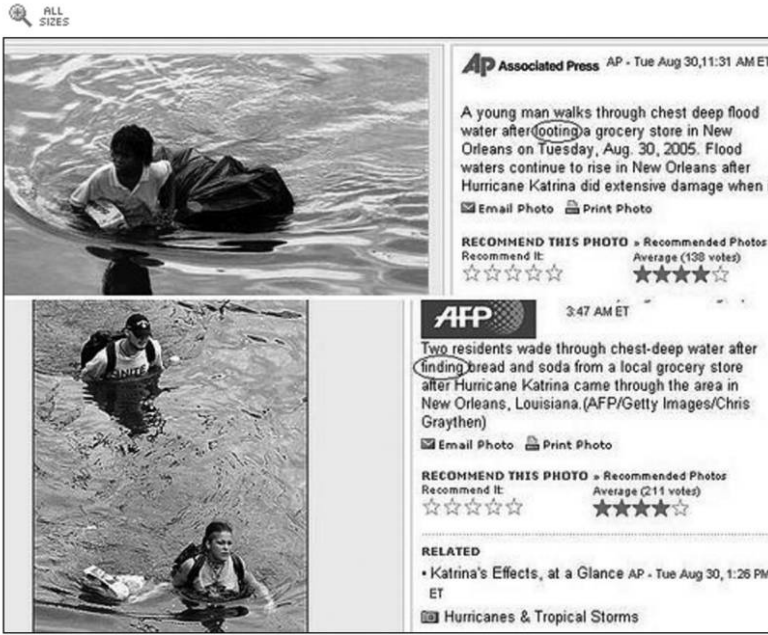 ALL
SIZES
AP Associated Press AP - Tue Aug 30,11:31 AM ET
A young man walks through chest deep flood
water after looting a grocery store in New
Orleans on Tuesday, Aug. 30, 2005. Flood
waters continue to rise in New Orleans after
Hurricane Katrina did extensive damage when
Email Photo Print Photo
RECOMMEND THIS PHOTO » Recommended Photos
Recommend It: Average (138 votes)
AFP 3:47 AM ET
Two residents wade through chest-deep water after
finding bread and soda from a local grocery store
after Hurricane Katrina came through the area in
New Orleans, Louisiana.(AFP/Getty Images/Chris
Graythen)
Email Photo Print Photo
RECOMMEND THIS PHOTO » Recommended Photos
Recommend It: Average (211 votes)
RELATED
• Katrina's Effects, at a Glance AP - Tue Aug 30, 1:26 PM
ET
Hurricanes & Tropical Storms